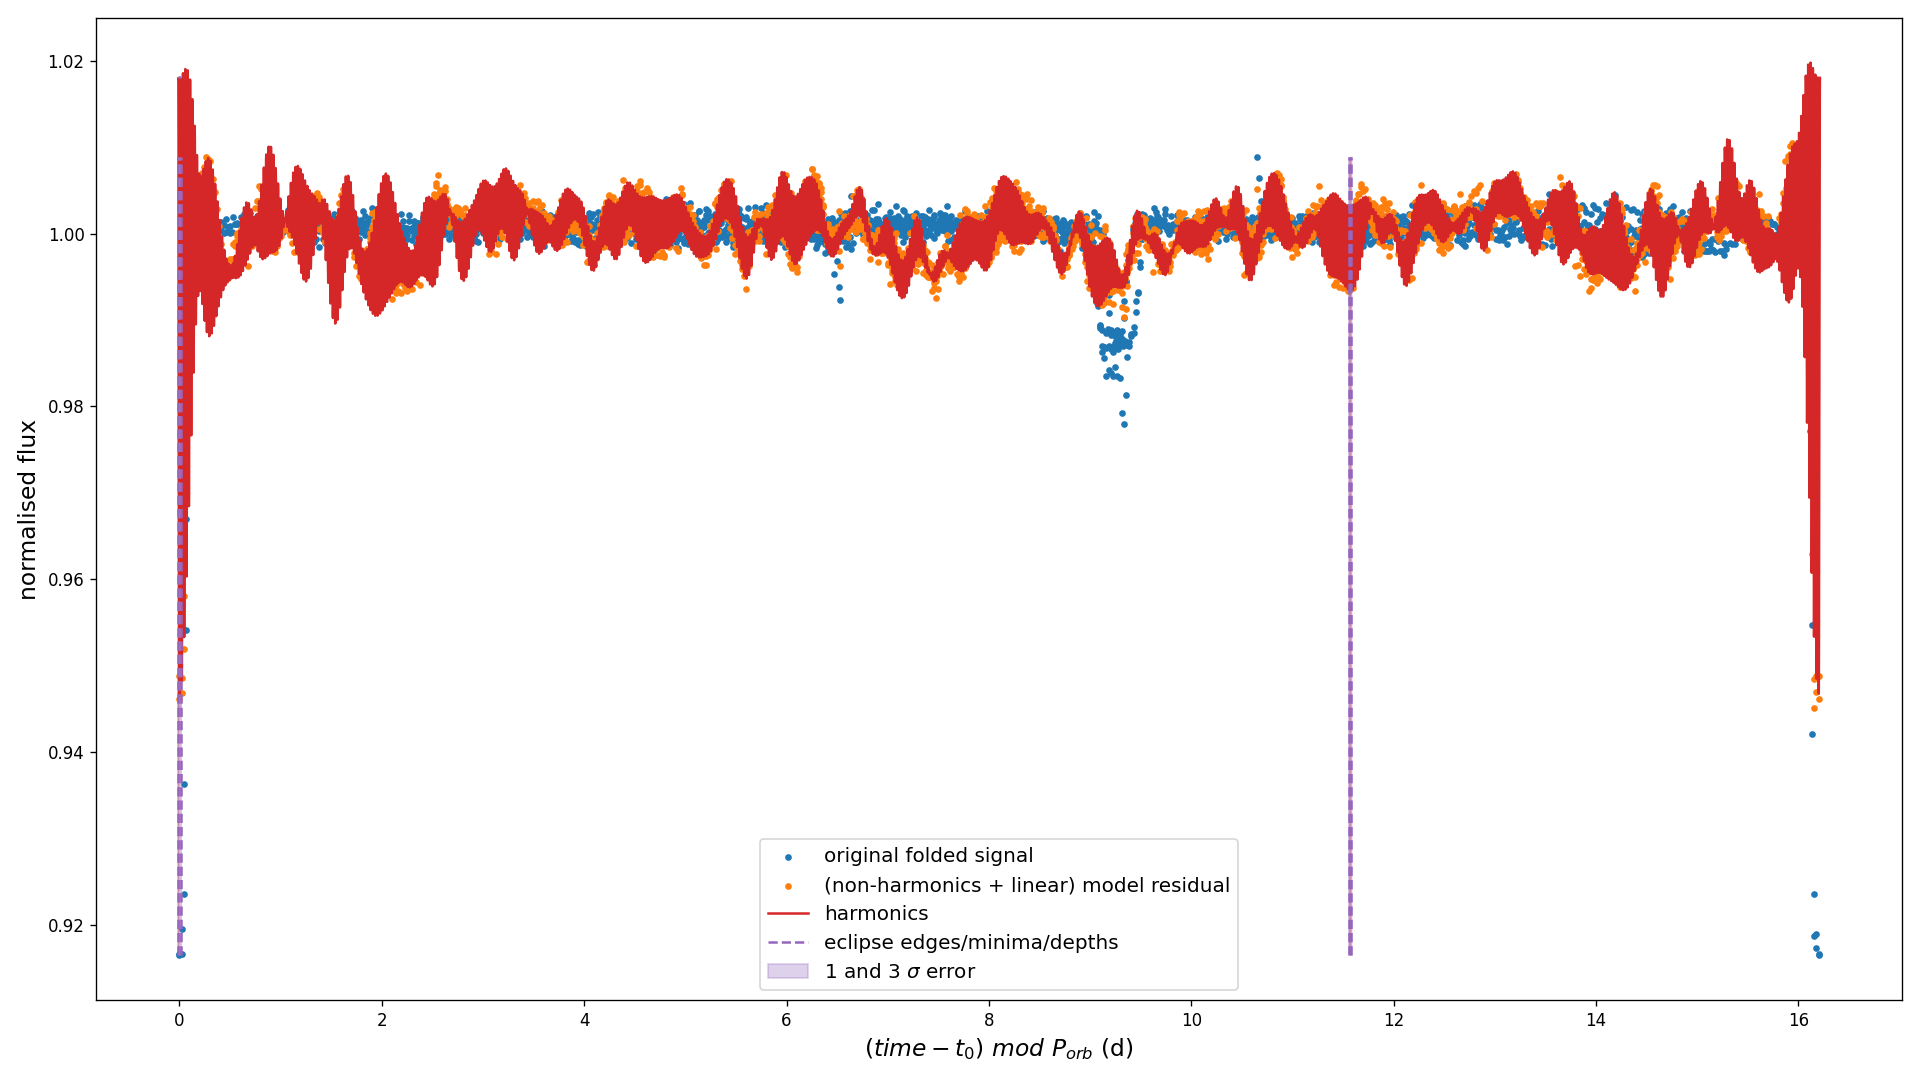 1.02
1.00
0.98
0.96
0.94
0.92
normalised flux
original folded signal
(non-harmonics + linear) model residual
harmonics
eclipse edges/minima/depths
1 and 3 σ error
0 2 4 6 8 10 12 14 16
(time − t₀) mod Pₒᵣb (d)